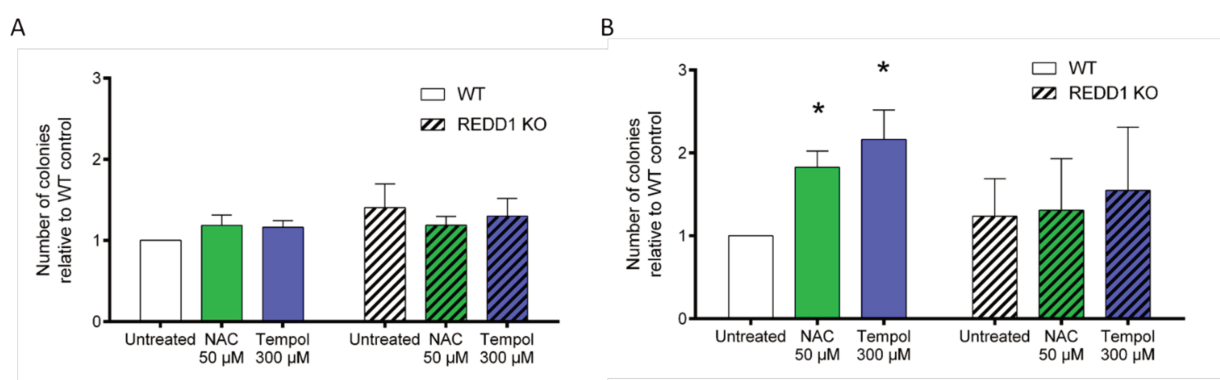 A
Number of colonies
relative to WT control
3
2
1
0
WT
REDD1 KO
Untreated NAC Tempol Untreated NAC Tempol
50 µM 300 µM 50 µM 300 µM
B
Number of colonies
relative to WT control
3
2
1
0
* *
WT
REDD1 KO
Untreated NAC Tempol Untreated NAC Tempol
50 µM 300 µM 50 µM 300 µM